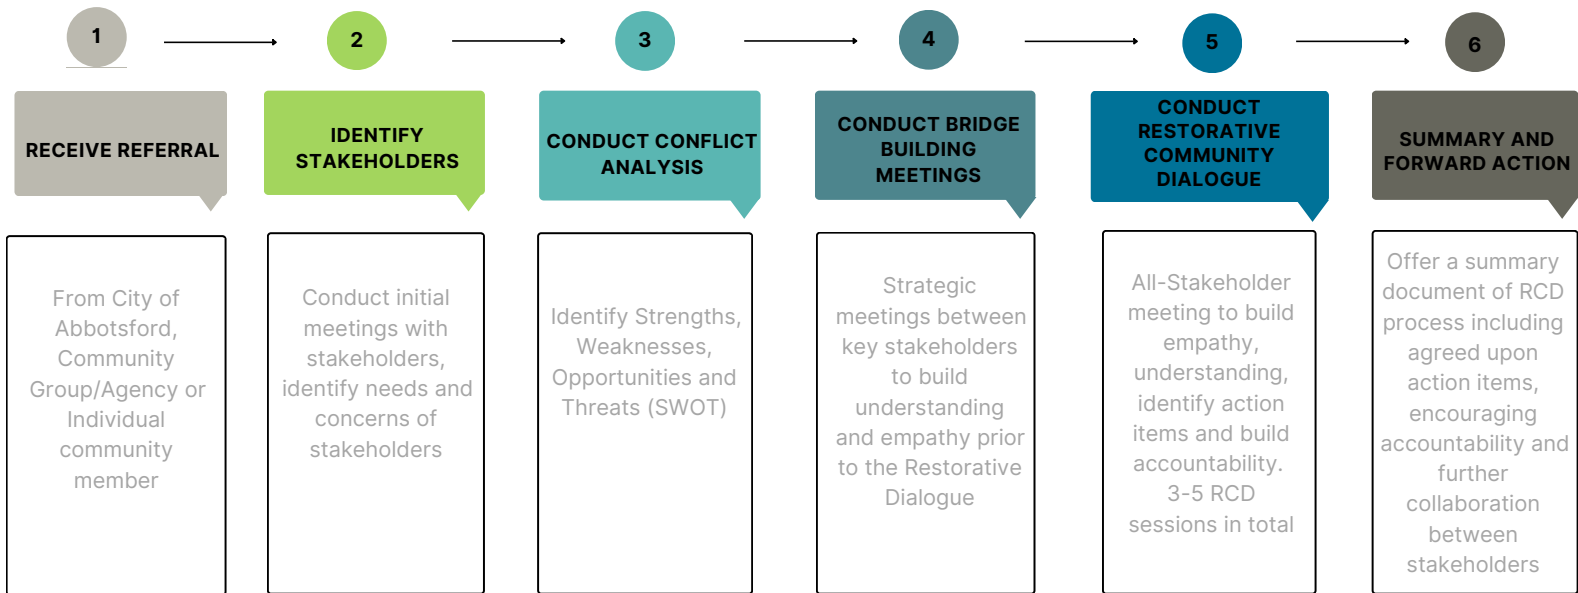 1
2
3
4
5
6
RECEIVE REFERRAL
IDENTIFY
STAKEHOLDERS
CONDUCT CONFLICT
ANALYSIS
CONDUCT BRIDGE
BUILDING
MEETINGS
CONDUCT
RESTORATIVE
COMMUNITY
DIALOGUE
SUMMARY AND
FORWARD ACTION
From City of
Abbotsford,
Community
Group/Agency or
Individual
community
member
Conduct initial
meetings with
stakeholders,
identify needs and
concerns of
stakeholders
Identify Strengths,
Weaknesses,
Opportunities and
Threats (SWOT)
Strategic
meetings between
key stakeholders
to build
understanding
and empathy prior
to the Restorative
Dialogue
All-Stakeholder
meeting to build
empathy,
understanding,
identify action
items and build
accountability.
3-5 RCD
sessions in total
Offer a summary
document of RCD
process including
agreed upon
action items,
encouraging
accountability and
further
collaboration
between
stakeholders